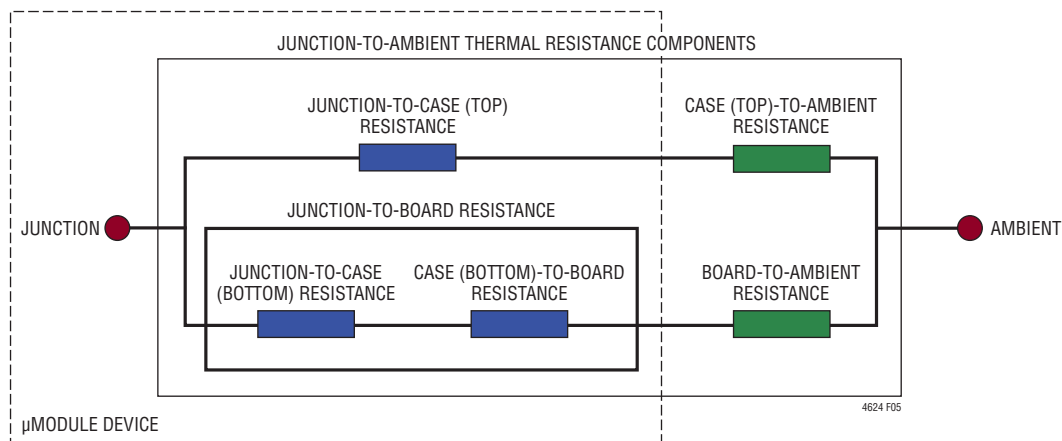 JUNCTION-TO-AMBIENT THERMAL RESISTANCE COMPONENTS
JUNCTION-TO-CASE (TOP)
RESISTANCE
CASE (TOP)-TO-AMBIENT
RESISTANCE
JUNCTION-TO-BOARD RESISTANCE
JUNCTION
AMBIENT
JUNCTION-TO-CASE
(BOTTOM) RESISTANCE
CASE (BOTTOM)-TO-BOARD
RESISTANCE
BOARD-TO-AMBIENT
RESISTANCE
4624 F05
µMODULE DEVICE